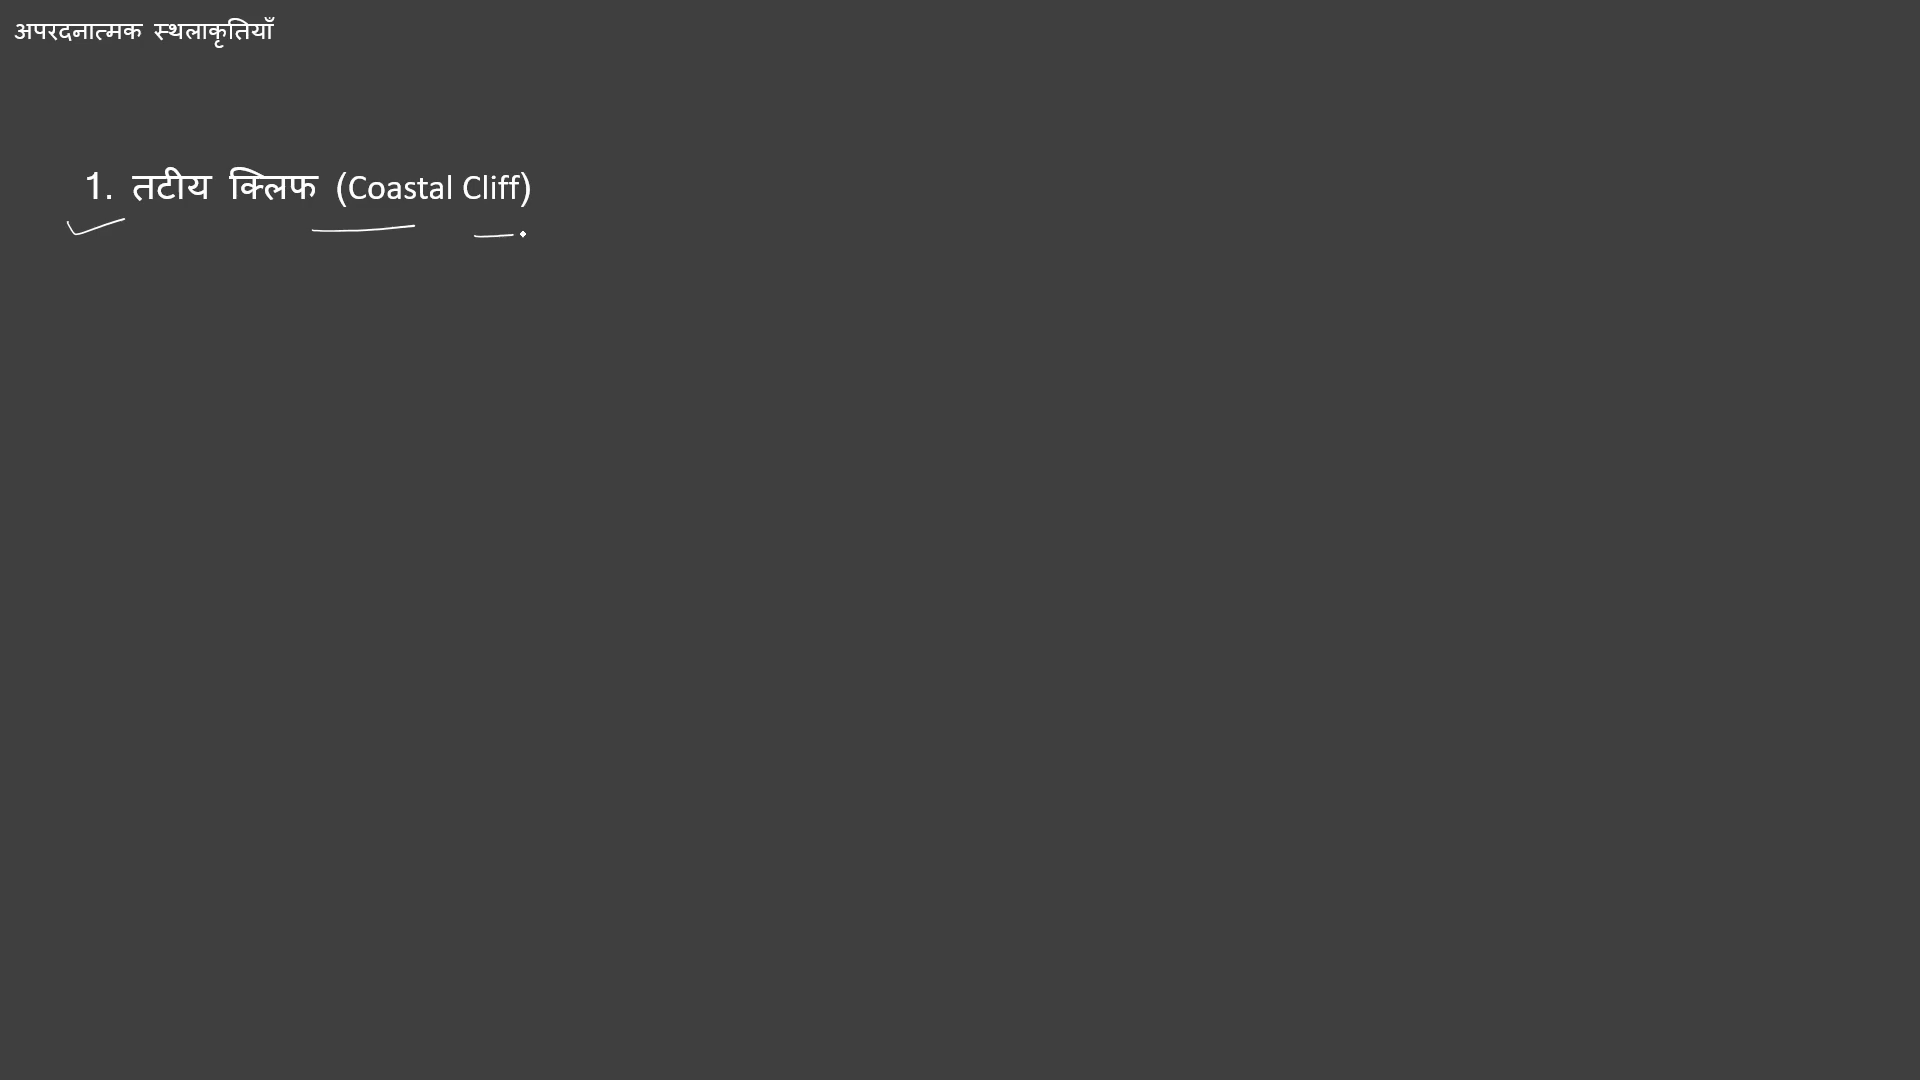 अपरदनात्मक स्थलाकृतियाँ
1. तटीय क्लिफ (Coastal Cliff)